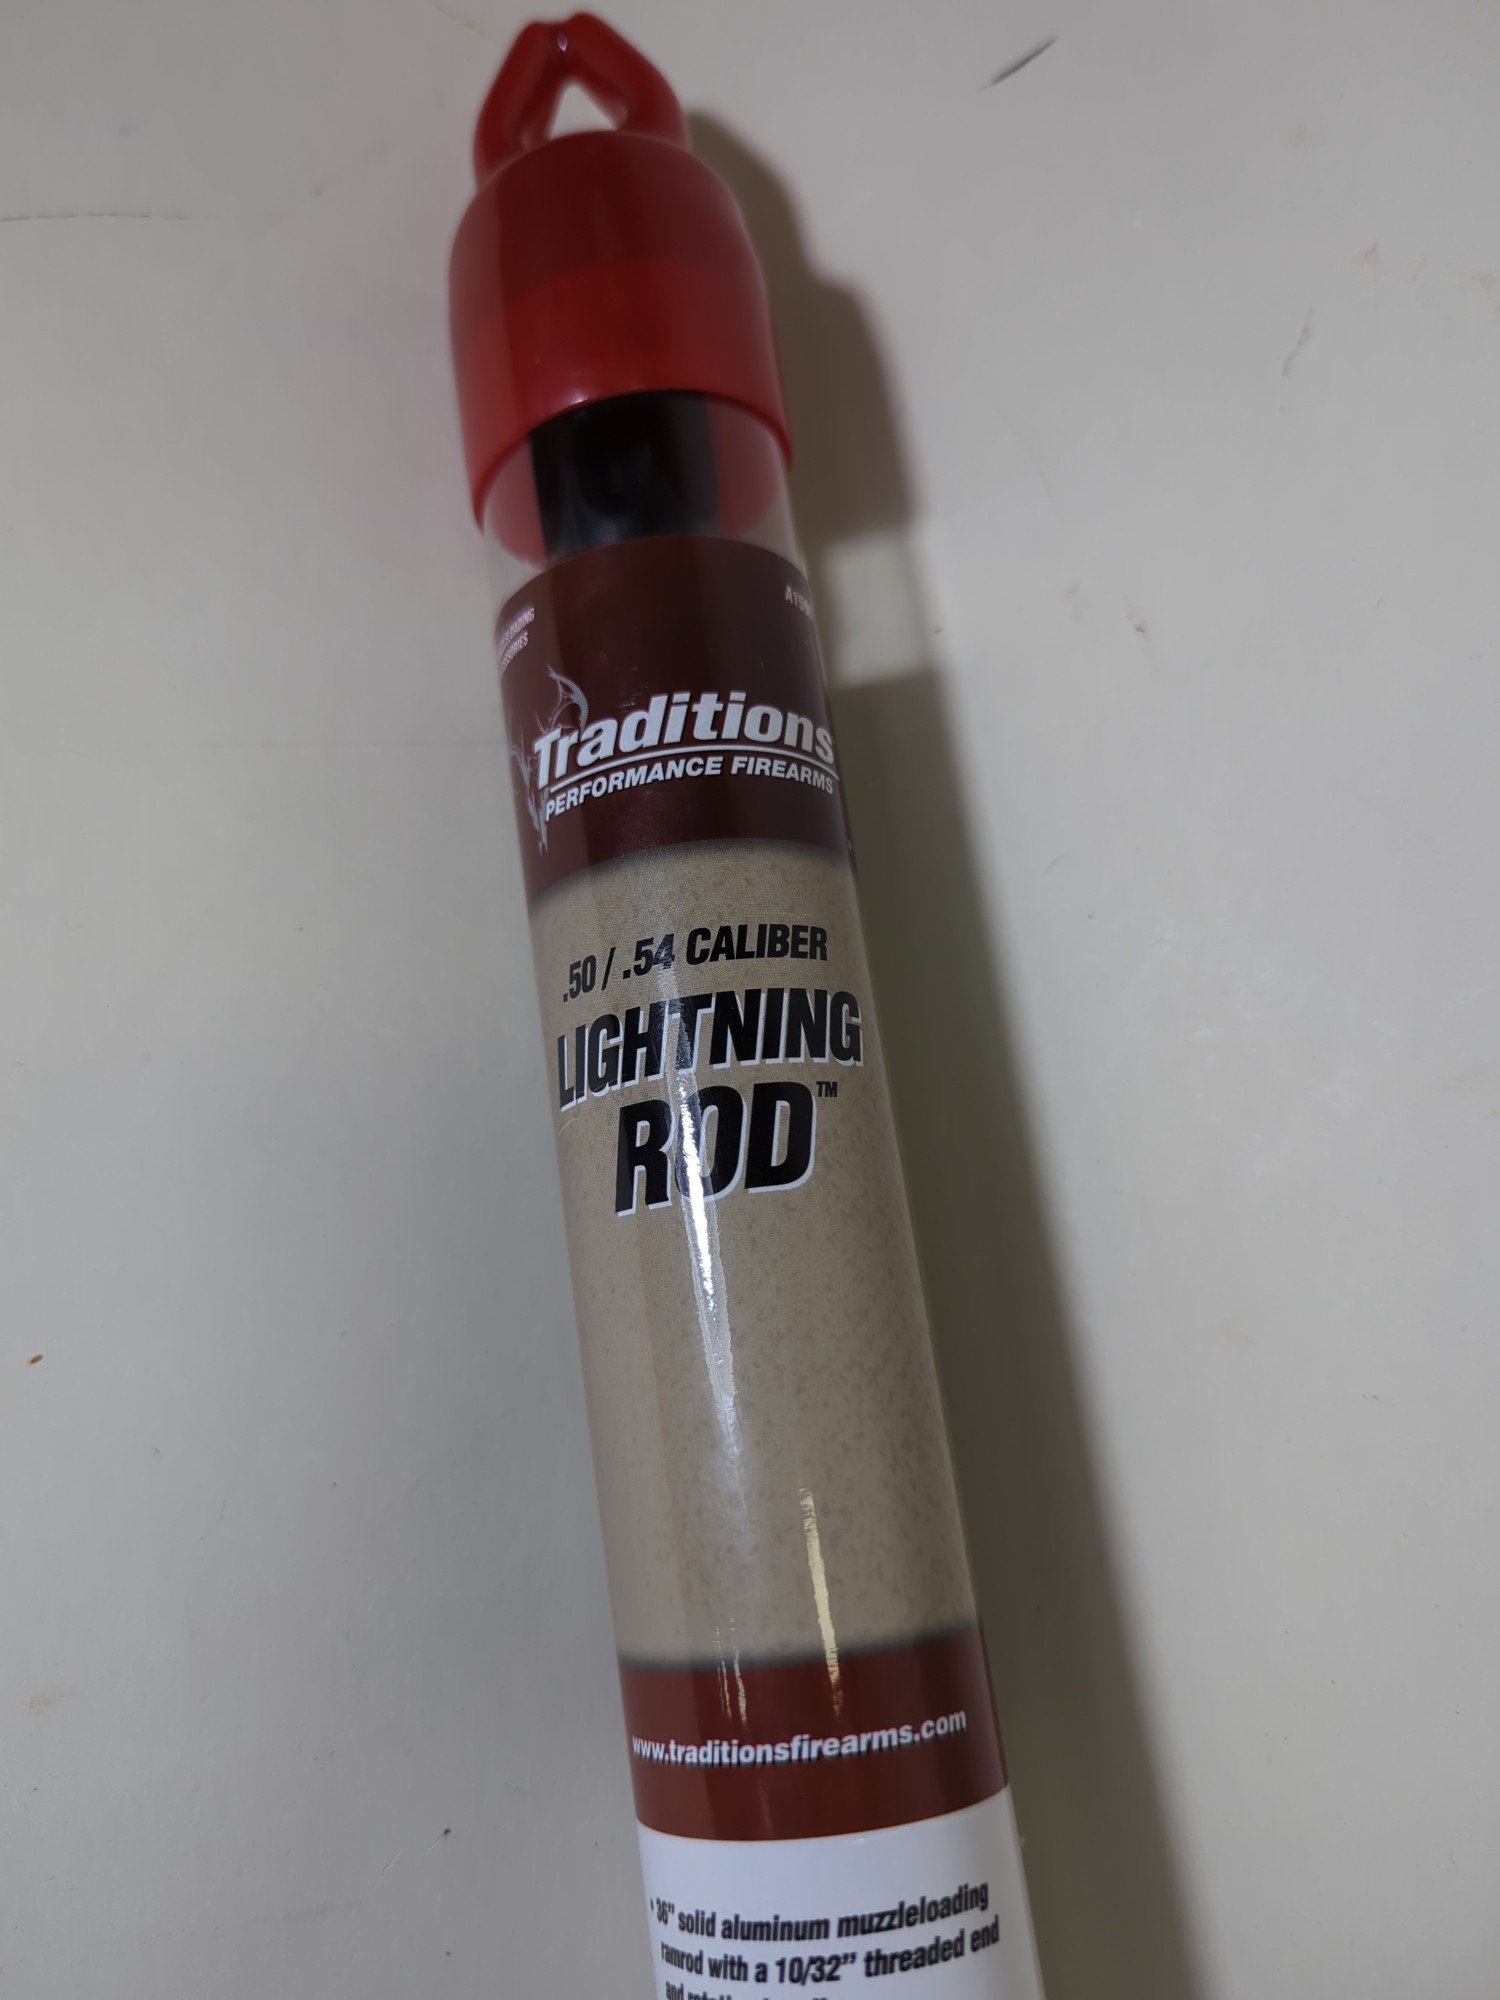 Traditions
PERFORMANCE FIREARMS
.50 / .54 CALIBER
LIGHTNING
ROD™
www.traditionsfirearms.com
• 36" solid aluminum muzzleloading
ramrod with a 10/32" threaded end
and